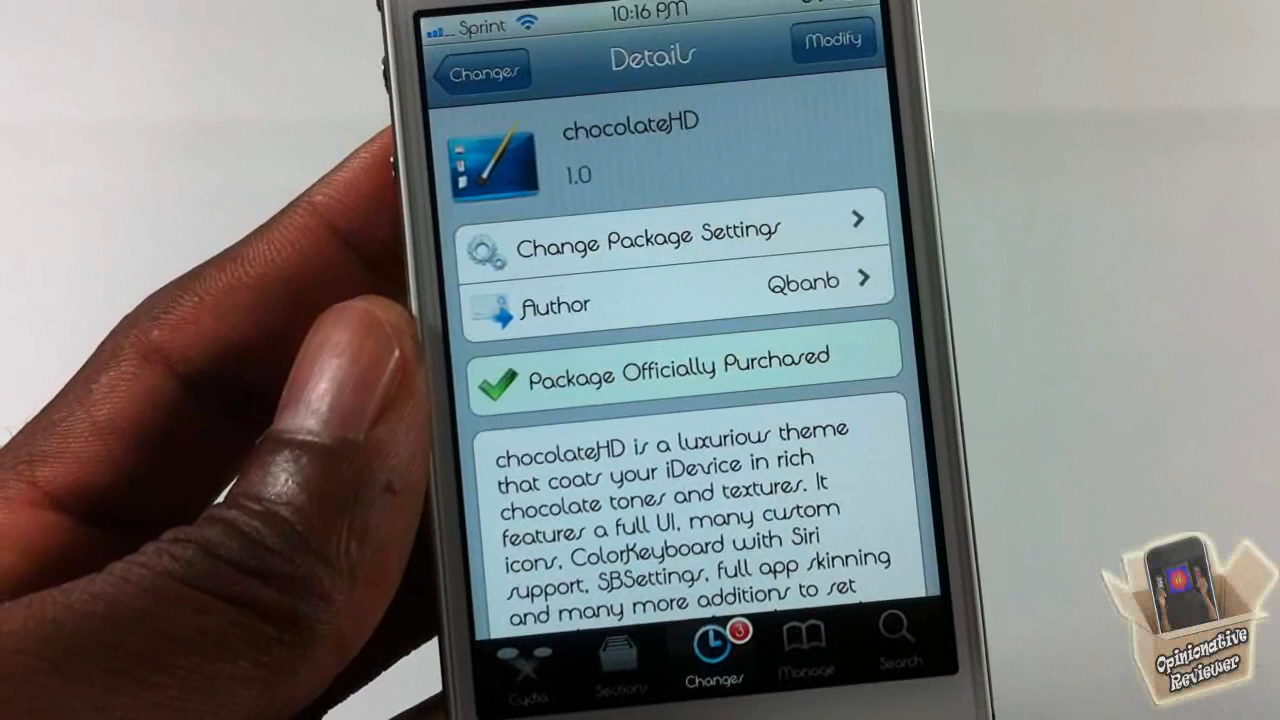 Sprint 10:16 PM
Changes Details Modify
chocolateHD
1.0
Change Package Settings
Author Qbanb
Package Officially Purchased
chocolateHD is a luxurious theme
that coats your iDevice in rich
chocolate tones and textures. It
features a full UI, many custom
icons, ColorKeyboard with Siri
support, SBSettings, full app skinning
and many more additions to set
3
Cydia Sections Changes Manage Search
Opinionative
Reviewer